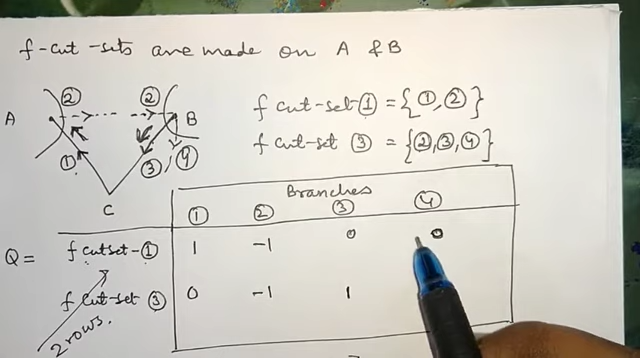 f-cut-sets are made on A & B
A ② ② B
① ③, ④
C
f cut-set-① = {①, ②}
f cut-set ③ = {②, ③, ④}
Branches
① ② ③ ④
Q = f cutset-① 1 -1 0 0
f cut-set ③ 0 -1 1
2 rows.